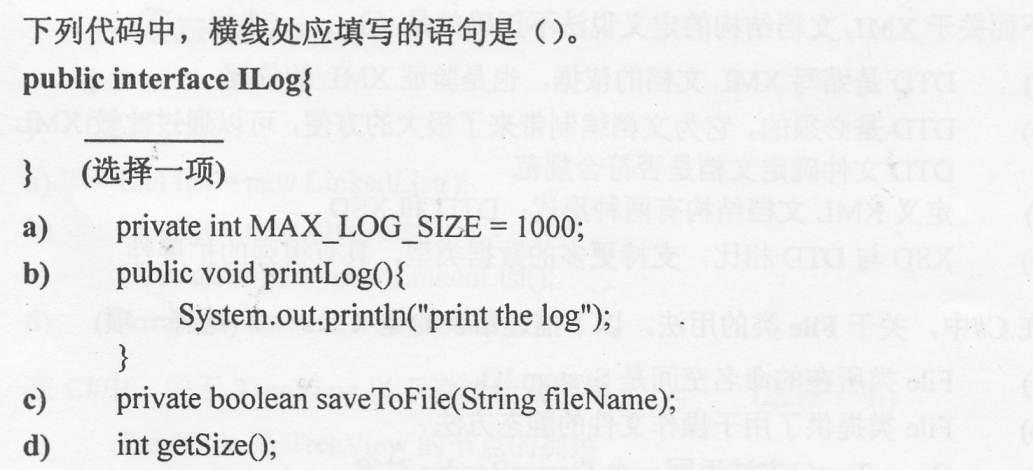 下列代码中，横线处应填写的语句是（ ）。
public interface ILog{
}  (选择一项)
a) private int MAX_LOG_SIZE = 1000;
b) public void printLog(){
System.out.println("print the log");
}
c) private boolean saveToFile(String fileName);
d) int getSize();